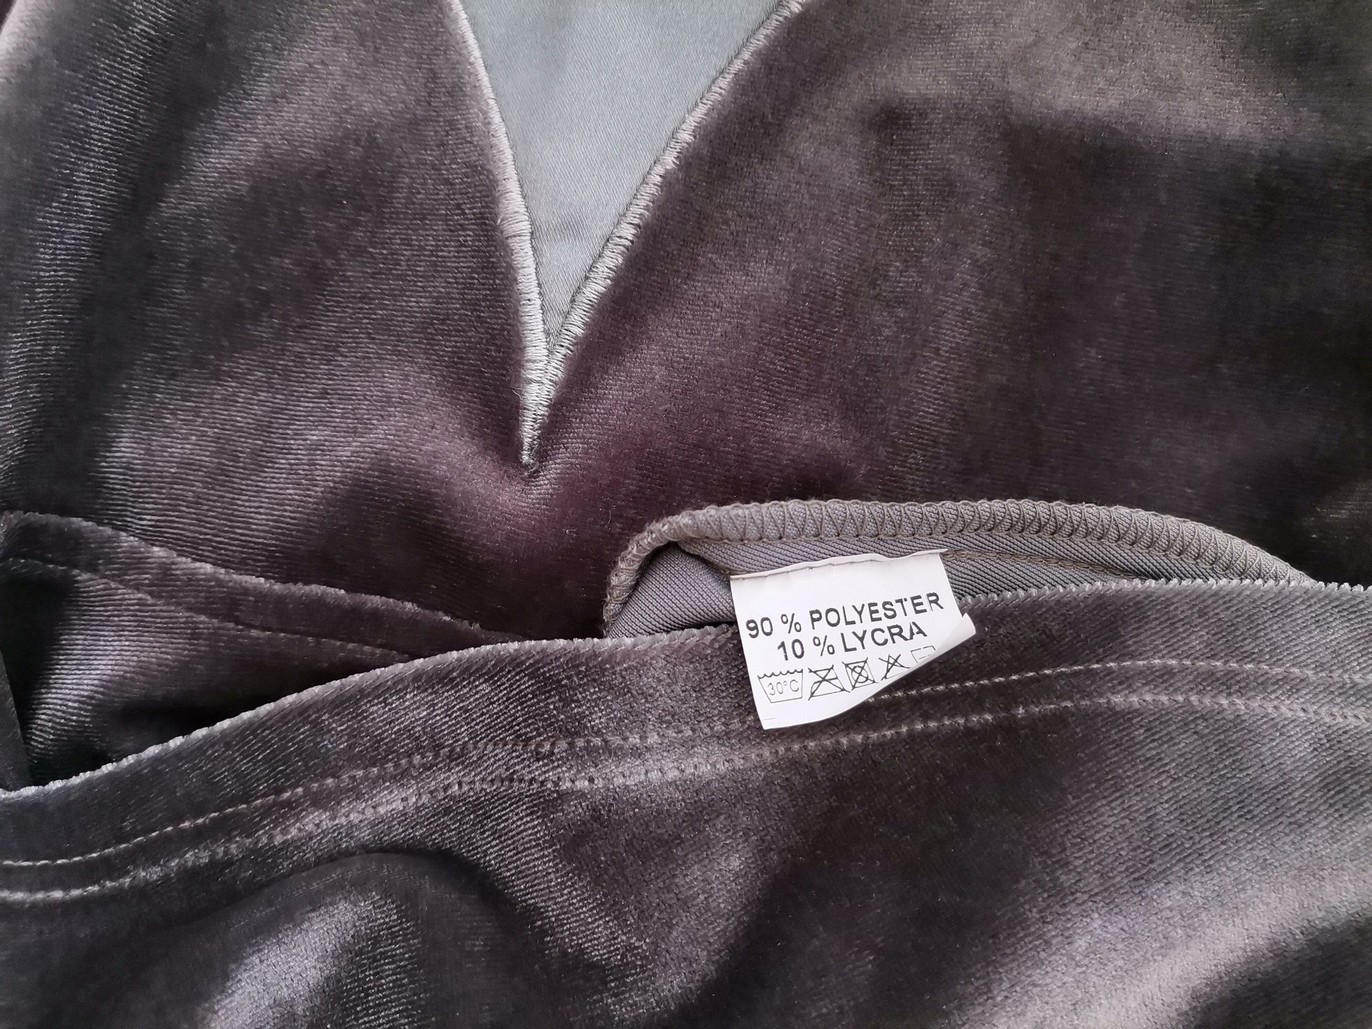 90 % POLYESTER
10 % LYCRA
30°C